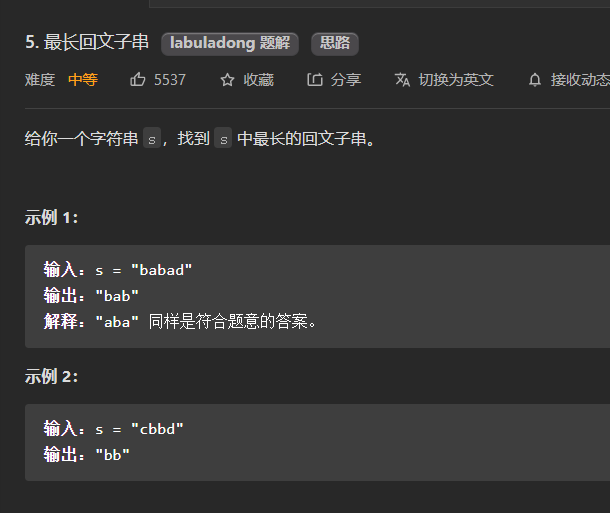 5. 最长回文子串 labuladong 题解 思路
难度 中等 5537 收藏 分享 切换为英文 接收动态
给你一个字符串 s，找到 s 中最长的回文子串。
示例 1：
输入：s = "babad"
输出："bab"
解释："aba" 同样是符合题意的答案。
示例 2：
输入：s = "cbbd"
输出："bb"